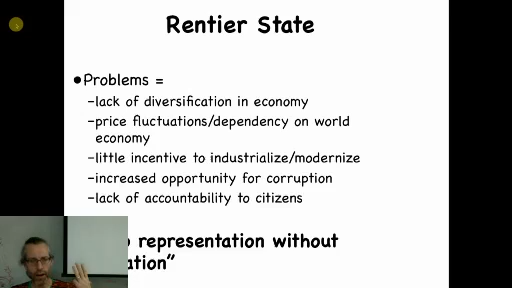 Rentier State
•Problems =
–lack of diversification in economy
–price fluctuations/dependency on world
economy
–little incentive to industrialize/modernize
–increased opportunity for corruption
–lack of accountability to citizens
representation without